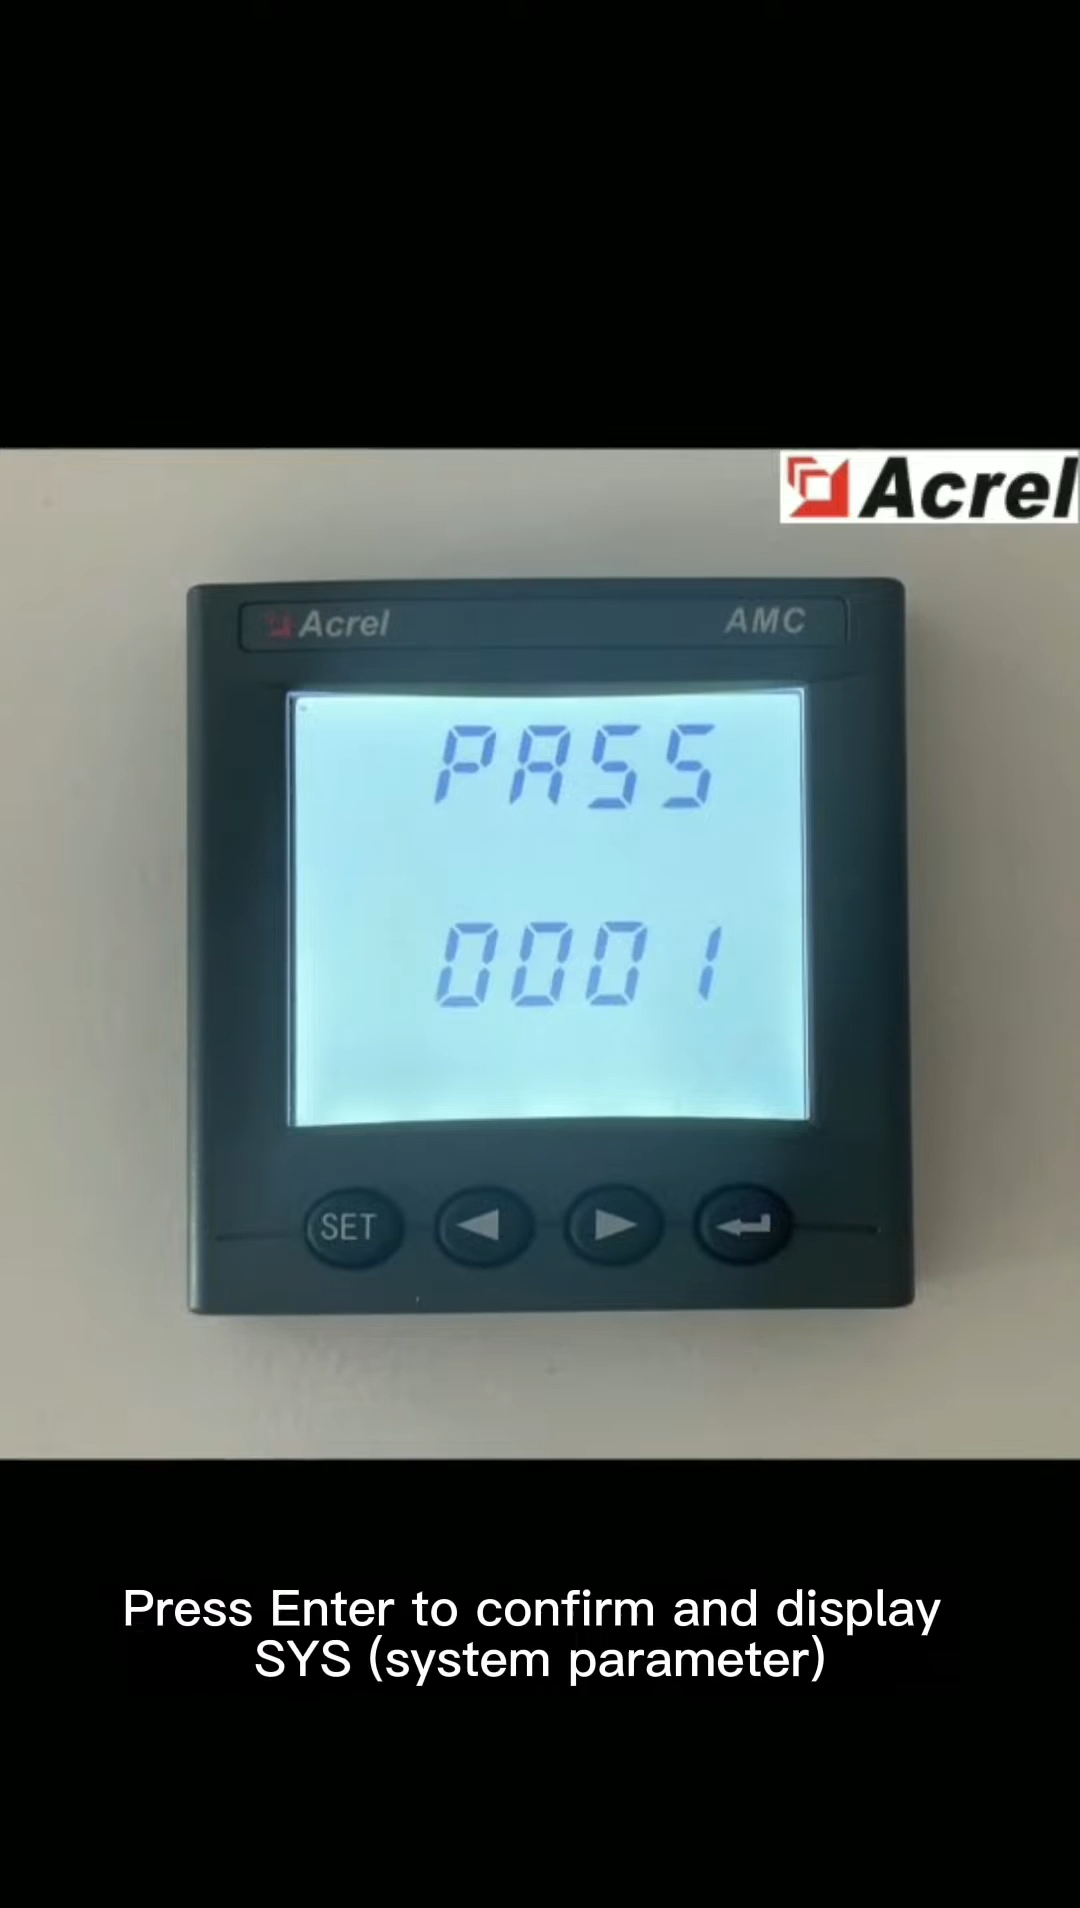 Acrel
Acrel AMC
PASS
0001
SET
Press Enter to confirm and display
SYS (system parameter)